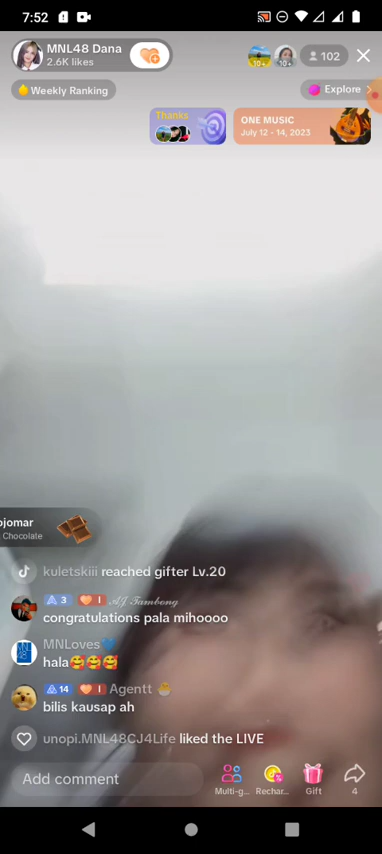 7:52
MNL48 Dana
2.6K likes
10+
10+
102
Weekly Ranking
Explore
Thanks
ONE MUSIC
July 12 - 14, 2023
ojomar
Chocolate
kuletskiii reached gifter Lv.20
3 I AJ Tambong
congratulations pala mihoooo
MNLoves💙
hala🥰🥰🥰
14 I Agentt 🐣
bilis kausap ah
unopi.MNL48CJ4Life liked the LIVE
Add comment
Multi-g...
Rechar...
Gift
4